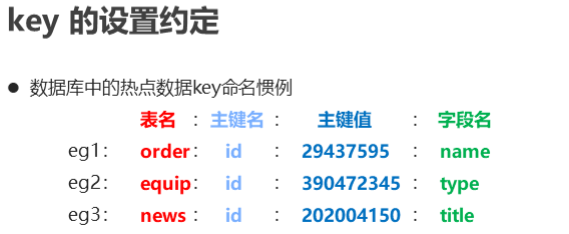 key 的设置约定
● 数据库中的热点数据key命名惯例
表名 : 主键名 : 主键值 : 字段名
eg1: order : id : 29437595 : name
eg2: equip : id : 390472345 : type
eg3: news : id : 202004150 : title